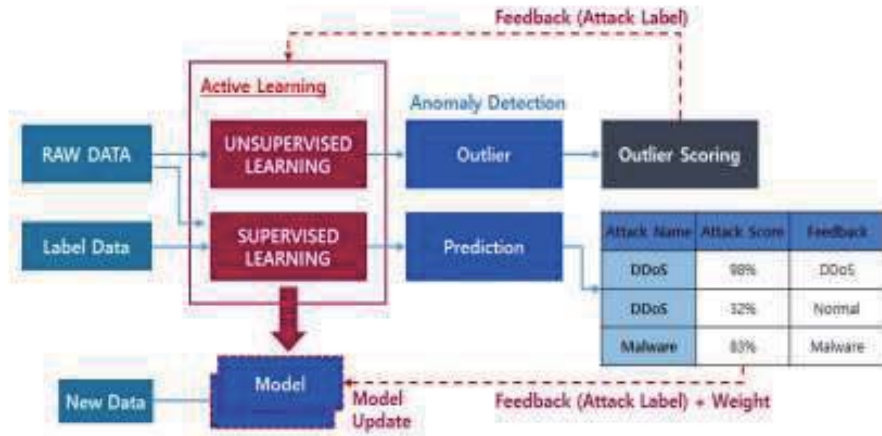 Feedback (Attack Label)
Active Learning
Anomaly Detection
RAW DATA
UNSUPERVISED
LEARNING
Outlier
Outlier Scoring
Label Data
SUPERVISED
LEARNING
Prediction
Attack Name Attack Score Feedback
DDoS 98% DDoS
DDoS 32% Normal
Malware 83% Malware
New Data
Model
Model
Update
Feedback (Attack Label) + Weight